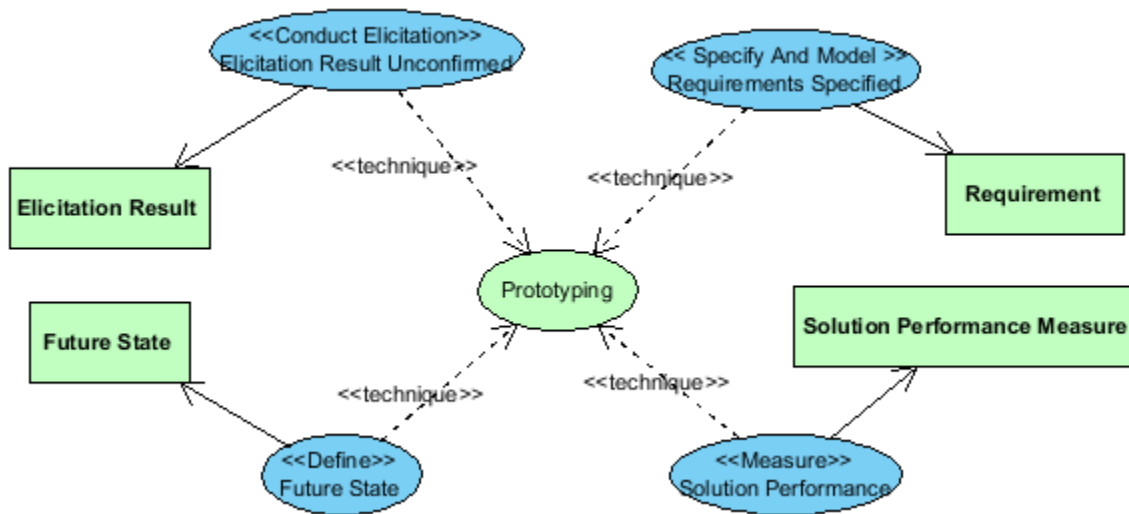 <<Conduct Elicitation>>
Elicitation Result Unconfirmed
<< Specify And Model >>
Requirements Specified
<<technique>>
<<technique>>
Elicitation Result
Requirement
Prototyping
Future State
Solution Performance Measure
<<technique>>
<<technique>>
<<Define>>
Future State
<<Measure>>
Solution Performance